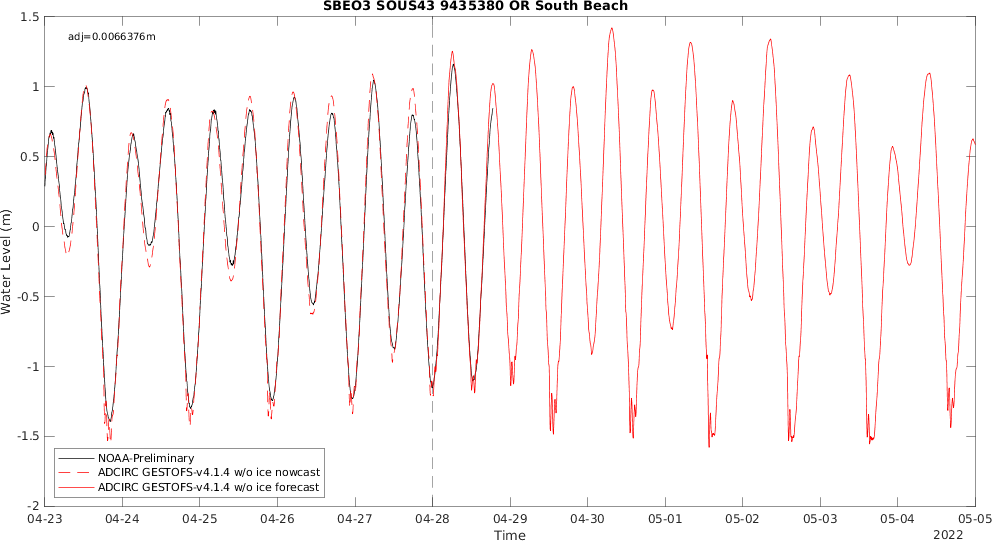 SBEO3 SOUS43 9435380 OR South Beach
adj=0.0066376m
1.5
1
0.5
0
-0.5
-1
-1.5
-2
Water Level (m)
NOAA-Preliminary
ADCIRC GESTOFS-v4.1.4 w/o ice nowcast
ADCIRC GESTOFS-v4.1.4 w/o ice forecast
04-23 04-24 04-25 04-26 04-27 04-28 04-29 04-30 05-01 05-02 05-03 05-04 05-05
Time
2022